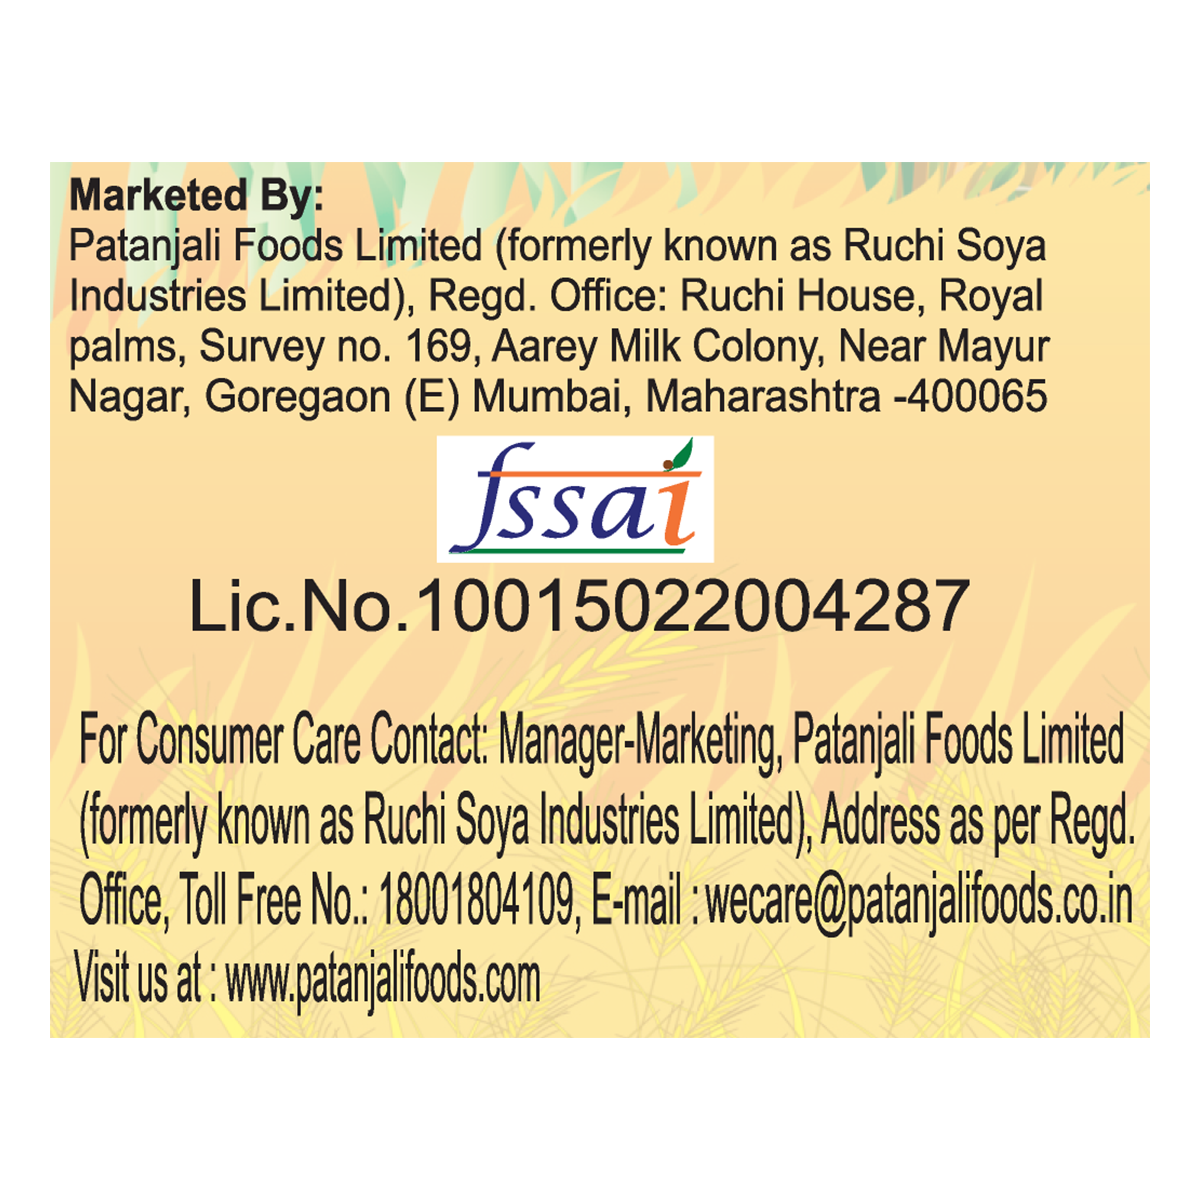 Marketed By:
Patanjali Foods Limited (formerly known as Ruchi Soya
Industries Limited), Regd. Office: Ruchi House, Royal
palms, Survey no. 169, Aarey Milk Colony, Near Mayur
Nagar, Goregaon (E) Mumbai, Maharashtra -400065
fssai
Lic.No.10015022004287
For Consumer Care Contact: Manager-Marketing, Patanjali Foods Limited
(formerly known as Ruchi Soya Industries Limited), Address as per Regd.
Office, Toll Free No.: 18001804109, E-mail : wecare@patanjalifoods.co.in
Visit us at : www.patanjalifoods.com